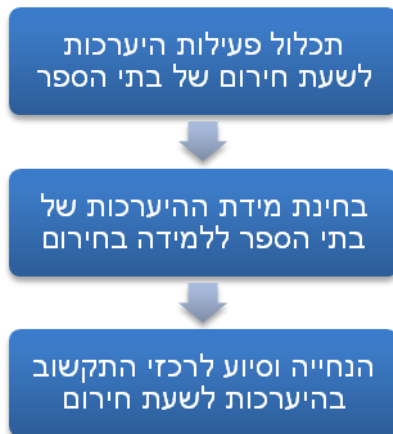 תכלול פעילות היערכות
לשעת חירום של בתי הספר
בחינת מידת ההיערכות של
בתי הספר ללמידה בחירום
הנחייה וסיוע לרכזי התקשוב
בהיערכות לשעת חירום